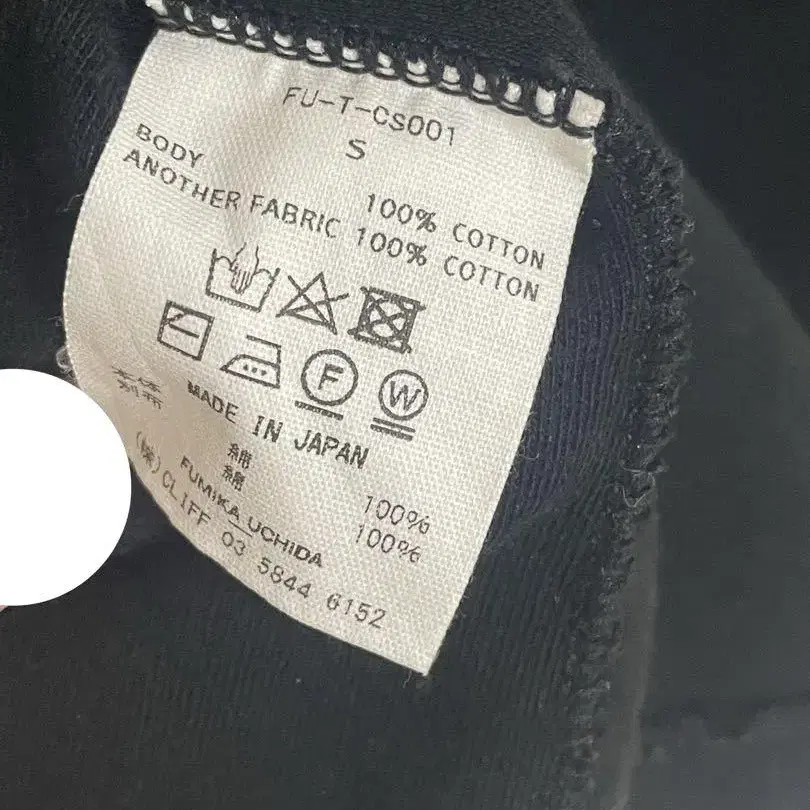 FU-T-CS001
S
BODY 100% COTTON
ANOTHER FABRIC 100% COTTON
F W
MADE IN JAPAN
本体 綿 100%
別布 綿 100%
FUMIKA_UCHIDA
(株)CLIFF 03 5844 6152